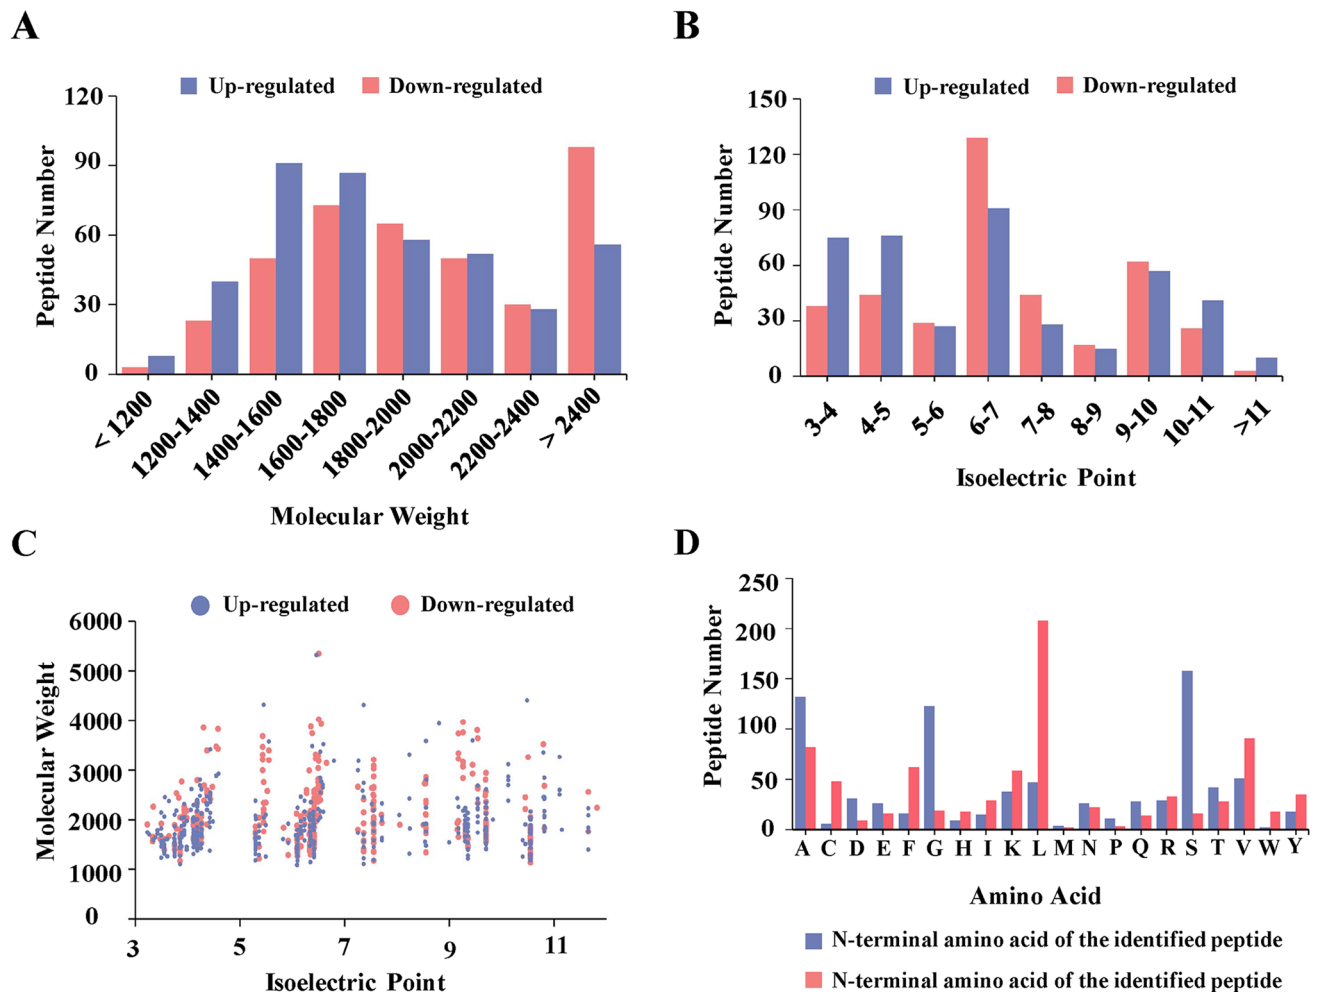 A
Up-regulated Down-regulated
Peptide Number
120
90
60
30
0
< 1200 1200-1400 1400-1600 1600-1800 1800-2000 2000-2200 2200-2400 > 2400
Molecular Weight
B
Up-regulated Down-regulated
Peptide Number
150
120
90
60
30
0
3-4 4-5 5-6 6-7 7-8 8-9 9-10 10-11 >11
Isoelectric Point
C
Up-regulated Down-regulated
Molecular Weight
6000
5000
4000
3000
2000
1000
0
3 5 7 9 11
Isoelectric Point
D
Peptide Number
250
200
150
100
50
0
A C D E F G H I K L M N P Q R S T V W Y
Amino Acid
N-terminal amino acid of the identified peptide
N-terminal amino acid of the identified peptide